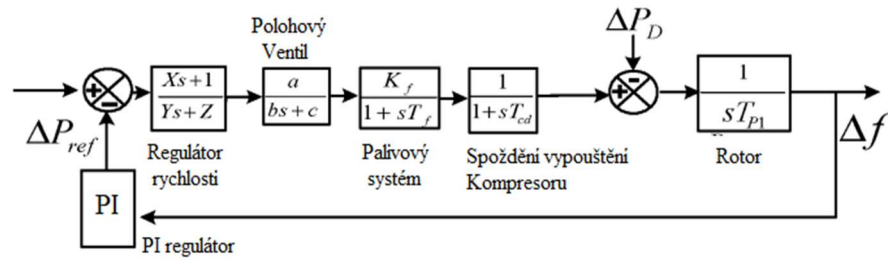 ΔP_D
Polohový
Ventil
+
-
Xs+1
Ys+Z
a
bs+c
K_f
1+sT_f
1
1+sT_cd
-
+
1
sT_P1
ΔP_ref
Regulátor
rychlosti
Palivový
systém
Spoždění vypouštění
Kompresoru
Rotor
Δf
PI
PI regulátor